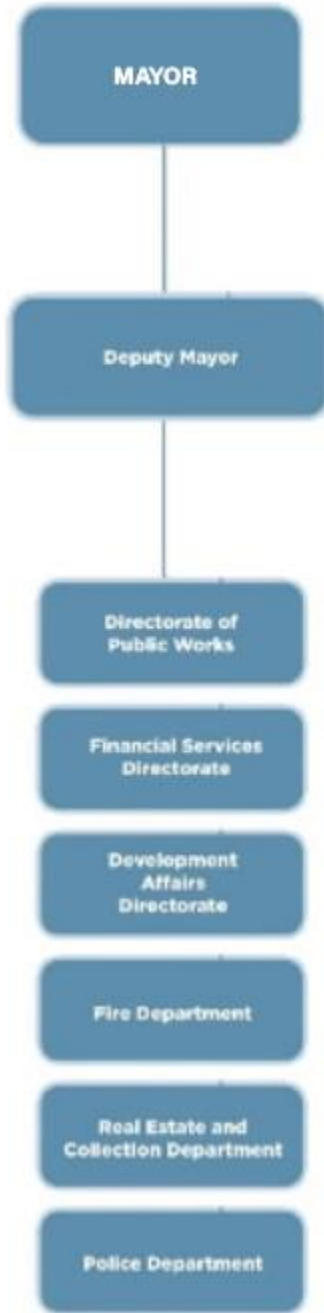 MAYOR
Deputy Mayor
Directorate of
Public Works
Financial Services
Directorate
Development
Affairs
Directorate
Fire Department
Real Estate and
Collection Department
Police Department